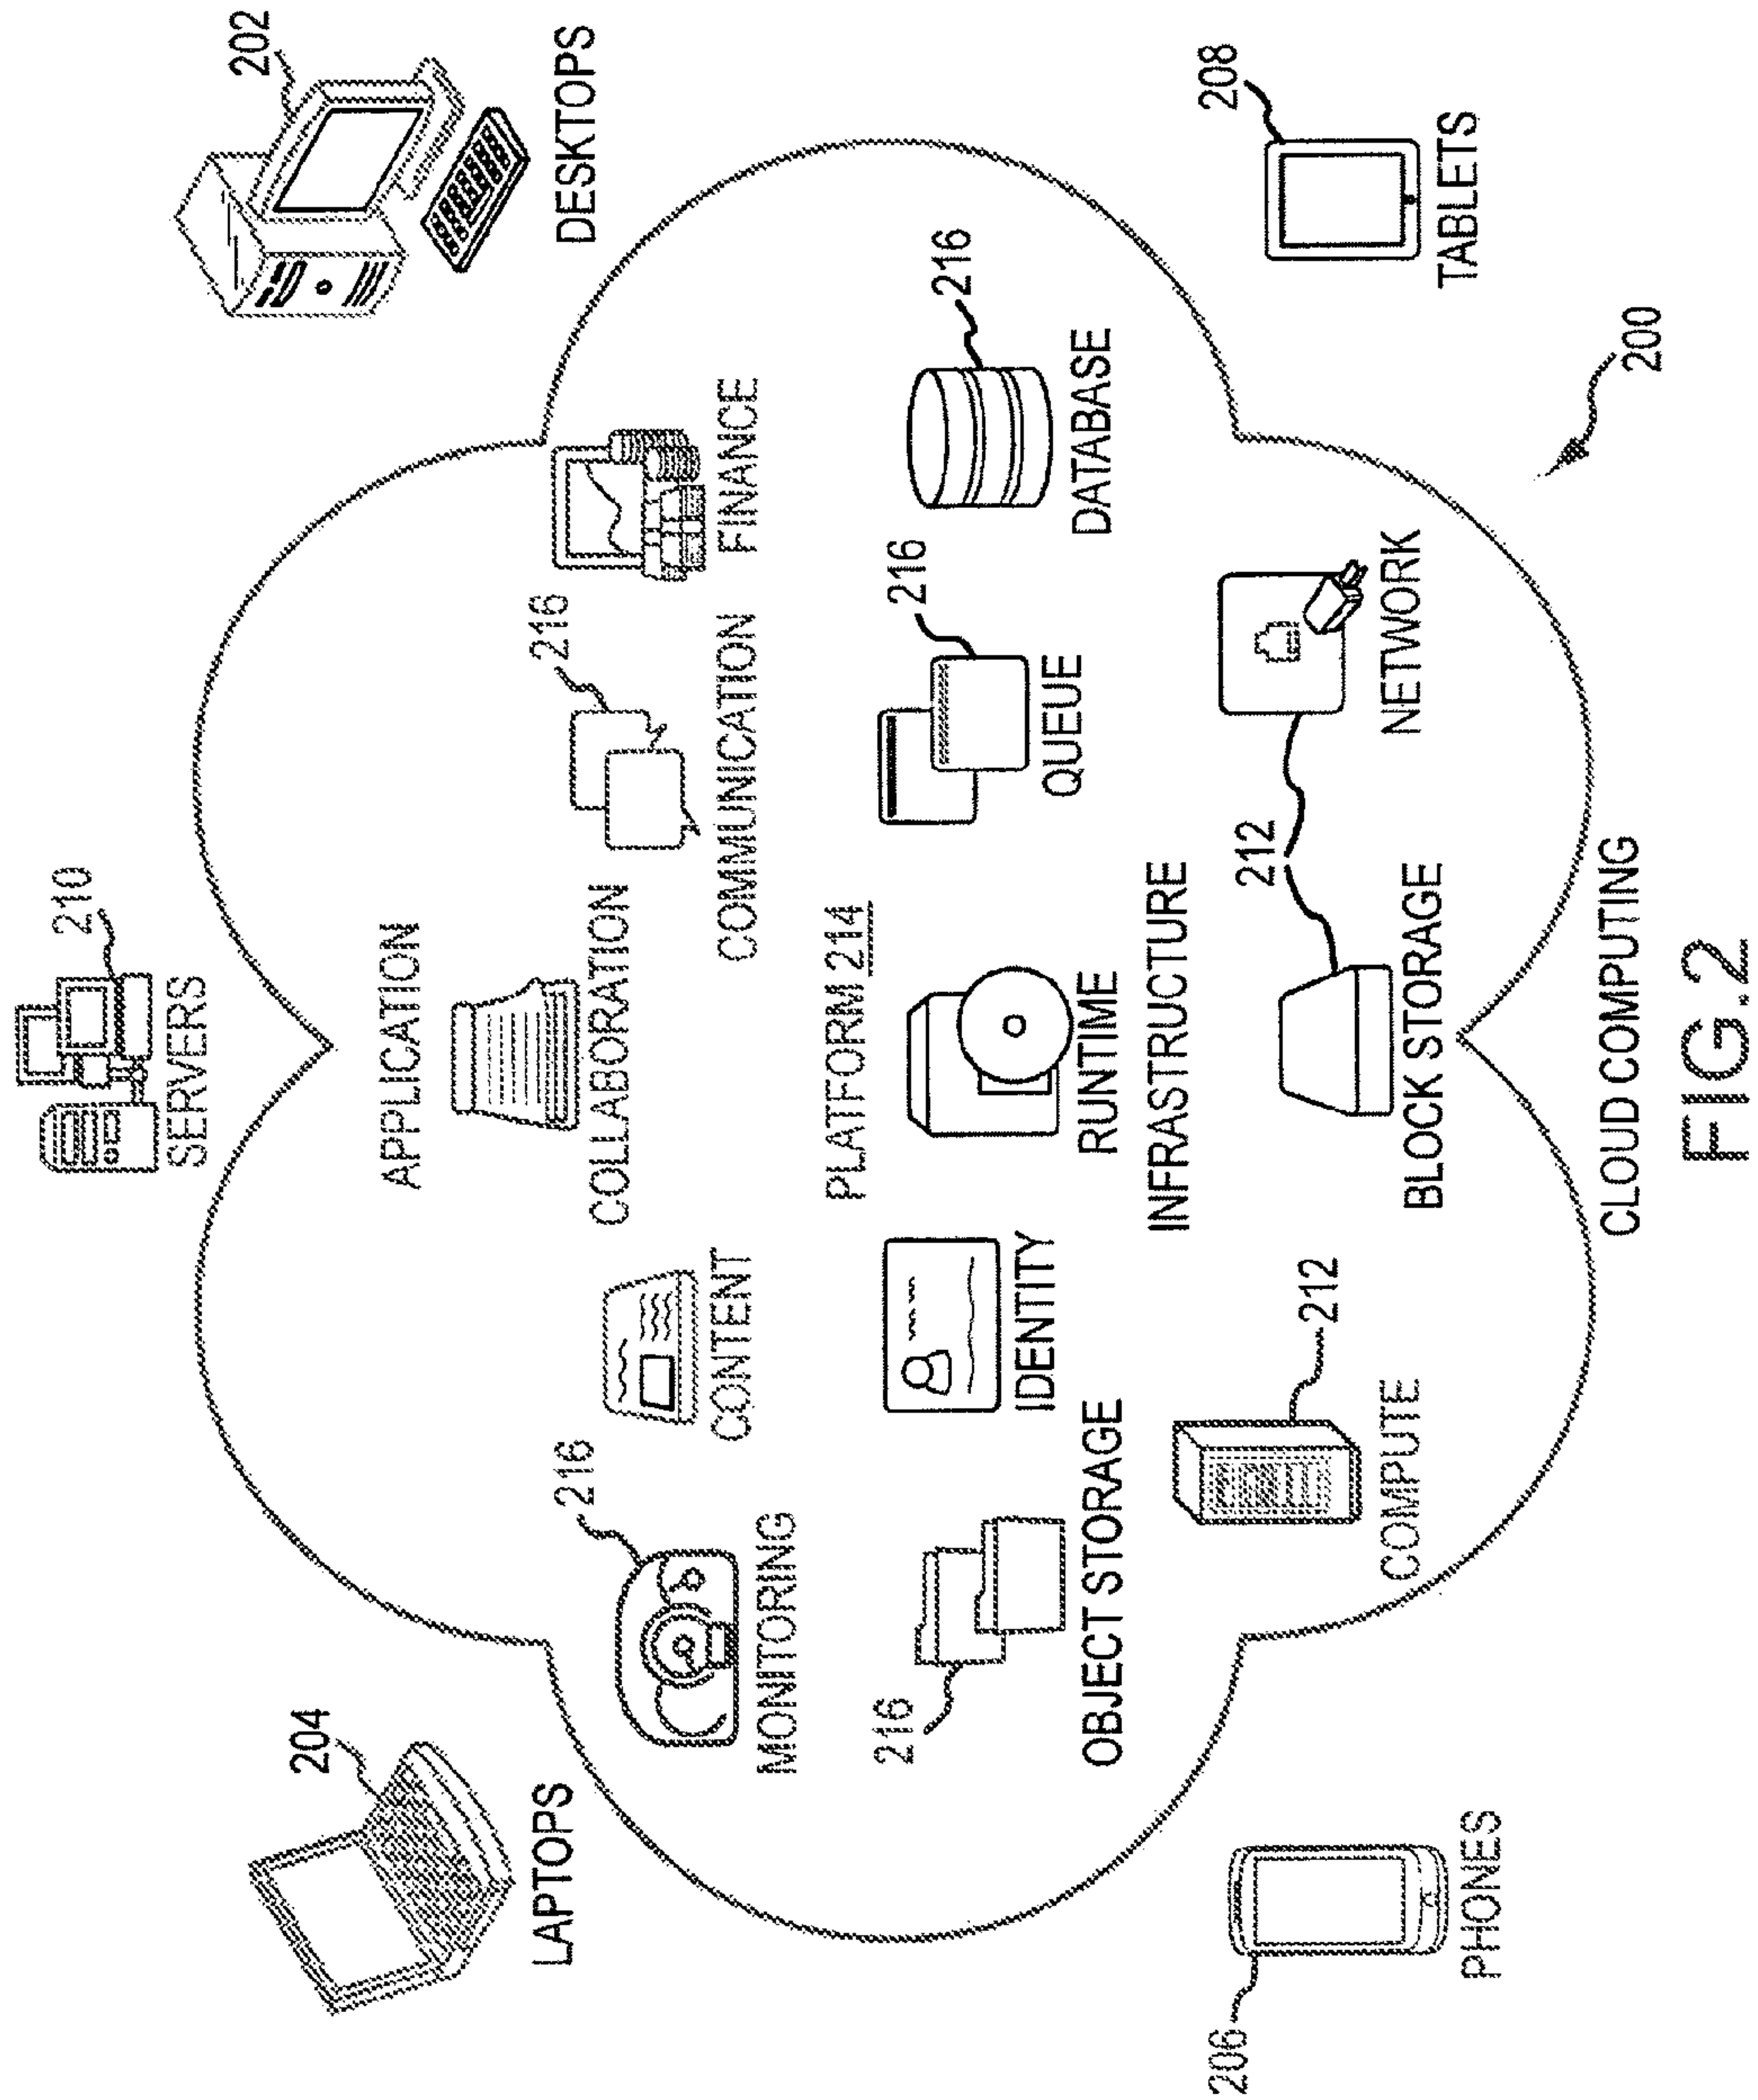 210
SERVERS
204
LAPTOPS
202
DESKTOPS
APPLICATION
COLLABORATION
216
MONITORING
CONTENT
216
COMMUNICATION
FINANCE
PLATFORM 214
216
OBJECT STORAGE
IDENTITY
RUNTIME
216
QUEUE
216
DATABASE
INFRASTRUCTURE
212
COMPUTE
212
BLOCK STORAGE
NETWORK
206
PHONES
208
TABLETS
200
CLOUD COMPUTING
FIG.2